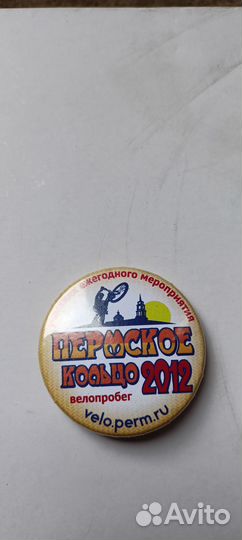 ежегодного мероприятия
ПЕРМСКОЕ
КОЛЬЦО 2012
велопробег
velo.perm.ru
Avito